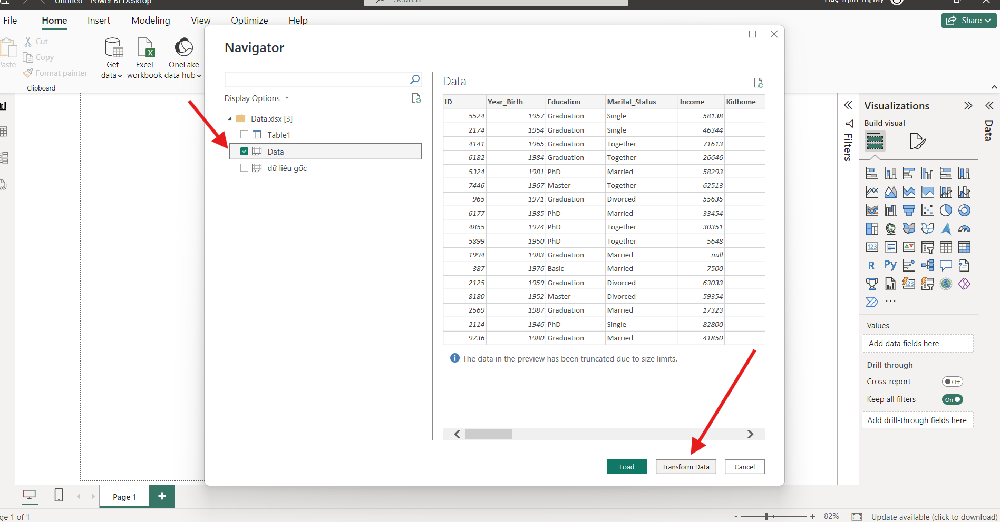 Untitled - Power BI Desktop
Search
Huệ Trịnh Thị Mỹ
File Home Insert Modeling View Optimize Help
Share
Paste
Cut
Copy
Format painter
Clipboard
Get data
Excel workbook
OneLake data hub
Navigator
Display Options
Data.xlsx [3]
Table1
Data
dữ liệu gốc
Data
ID Year_Birth Education Marital_Status Income Kidhome
5524 1957 Graduation Single 58138
2174 1954 Graduation Single 46344
4141 1965 Graduation Together 71613
6182 1984 Graduation Together 26646
5324 1981 PhD Married 58293
7446 1967 Master Together 62513
965 1971 Graduation Divorced 55635
6177 1985 PhD Married 33454
4855 1974 PhD Together 30351
5899 1950 PhD Together 5648
1994 1983 Graduation Married null
387 1976 Basic Married 7500
2125 1959 Graduation Divorced 63033
8180 1952 Master Divorced 59354
2569 1987 Graduation Married 17323
2114 1946 PhD Single 82800
9736 1980 Graduation Married 41850
The data in the preview has been truncated due to size limits.
Load Transform Data Cancel
Filters
Visualizations
Build visual
123
R Py
123
Values
Add data fields here
Drill through
Cross-report Off
Keep all filters On
Add drill-through fields here
Data
Page 1
ge 1 of 1
- + 82%
Update available (click to download)